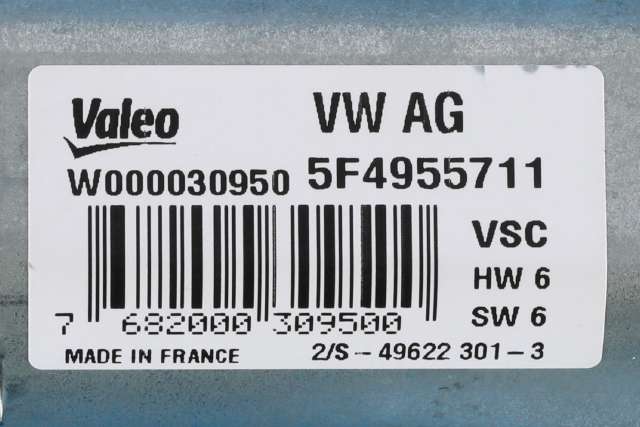 Valeo VW AG
W000030950 5F4955711
VSC
HW 6
7 682000 309500 SW 6
MADE IN FRANCE 2/S - 49622 301 - 3